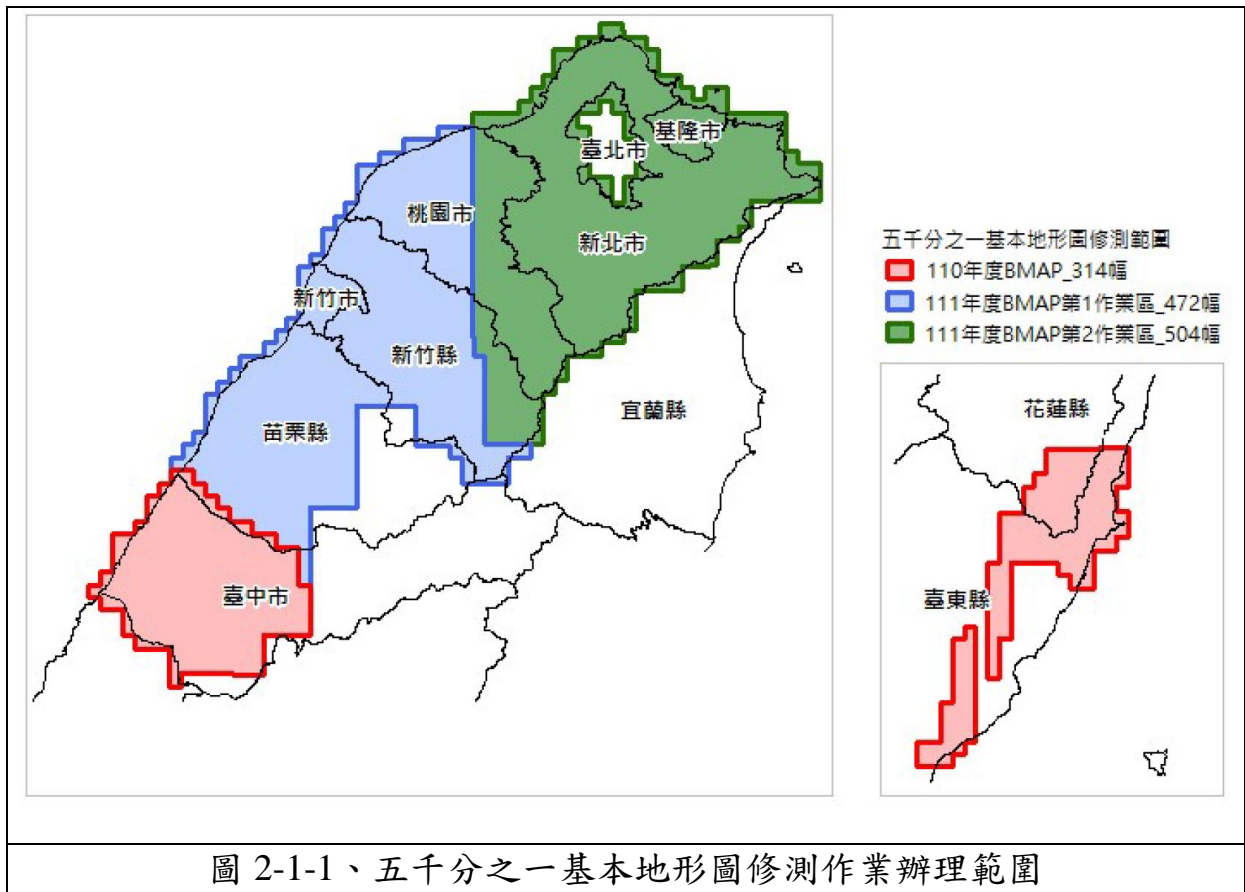 臺北市
基隆市
桃園市
新北市
新竹市
新竹縣
宜蘭縣
苗栗縣
臺中市
五千分之一基本地形圖修測範圍
110年度BMAP_314幅
111年度BMAP第1作業區_472幅
111年度BMAP第2作業區_504幅
花蓮縣
臺東縣
圖 2-1-1、五千分之一基本地形圖修測作業辦理範圍